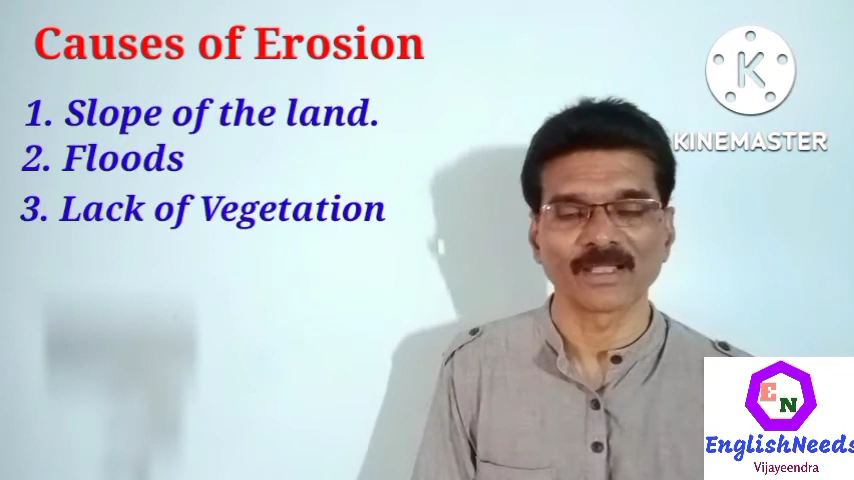 Causes of Erosion
1. Slope of the land.
2. Floods
3. Lack of Vegetation
K
KINEMASTER
EN
EnglishNeeds
Vijayeendra